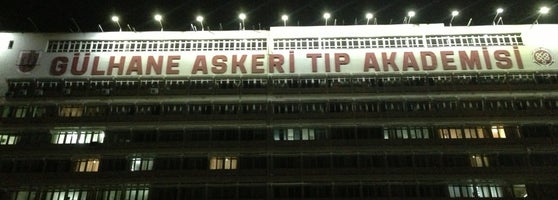 GÜLHANE ASKERİ TIP AKADEMİSİ